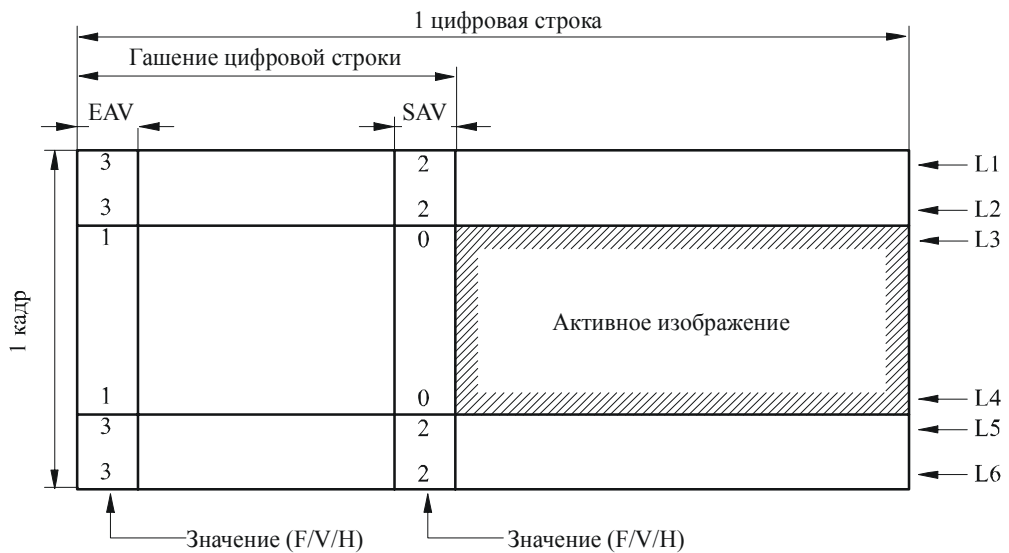 1 цифровая строка
Гашение цифровой строки
EAV SAV
3 2 L1
3 2 L2
1 0 L3
1 кадр
Активное изображение
1 0 L4
3 2 L5
3 2 L6
Значение (F/V/H) Значение (F/V/H)